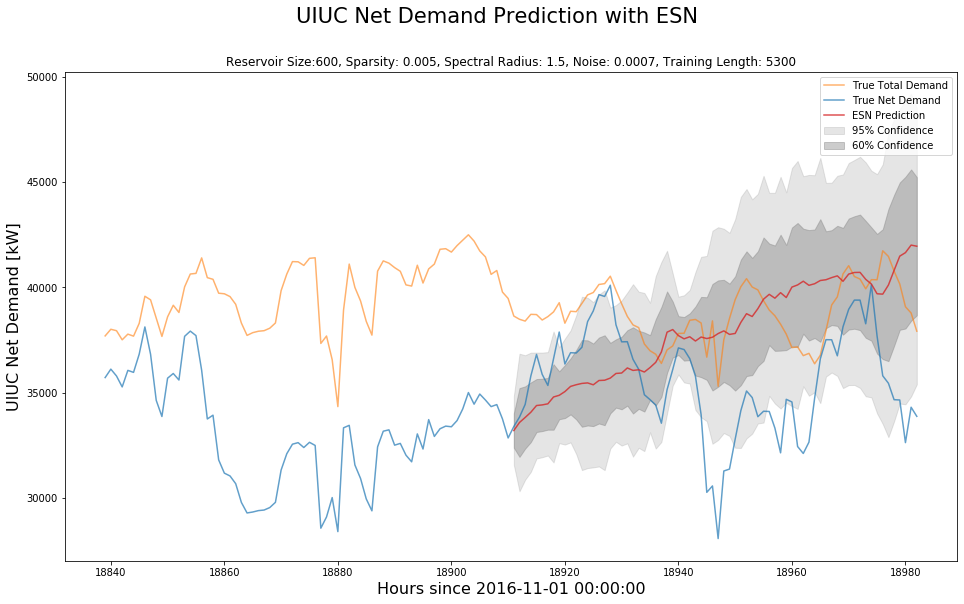 UIUC Net Demand Prediction with ESN
Reservoir Size:600, Sparsity: 0.005, Spectral Radius: 1.5, Noise: 0.0007, Training Length: 5300
True Total Demand
True Net Demand
ESN Prediction
95% Confidence
60% Confidence
UIUC Net Demand [kW]
50000
45000
40000
35000
30000
18840 18860 18880 18900 18920 18940 18960 18980
Hours since 2016-11-01 00:00:00